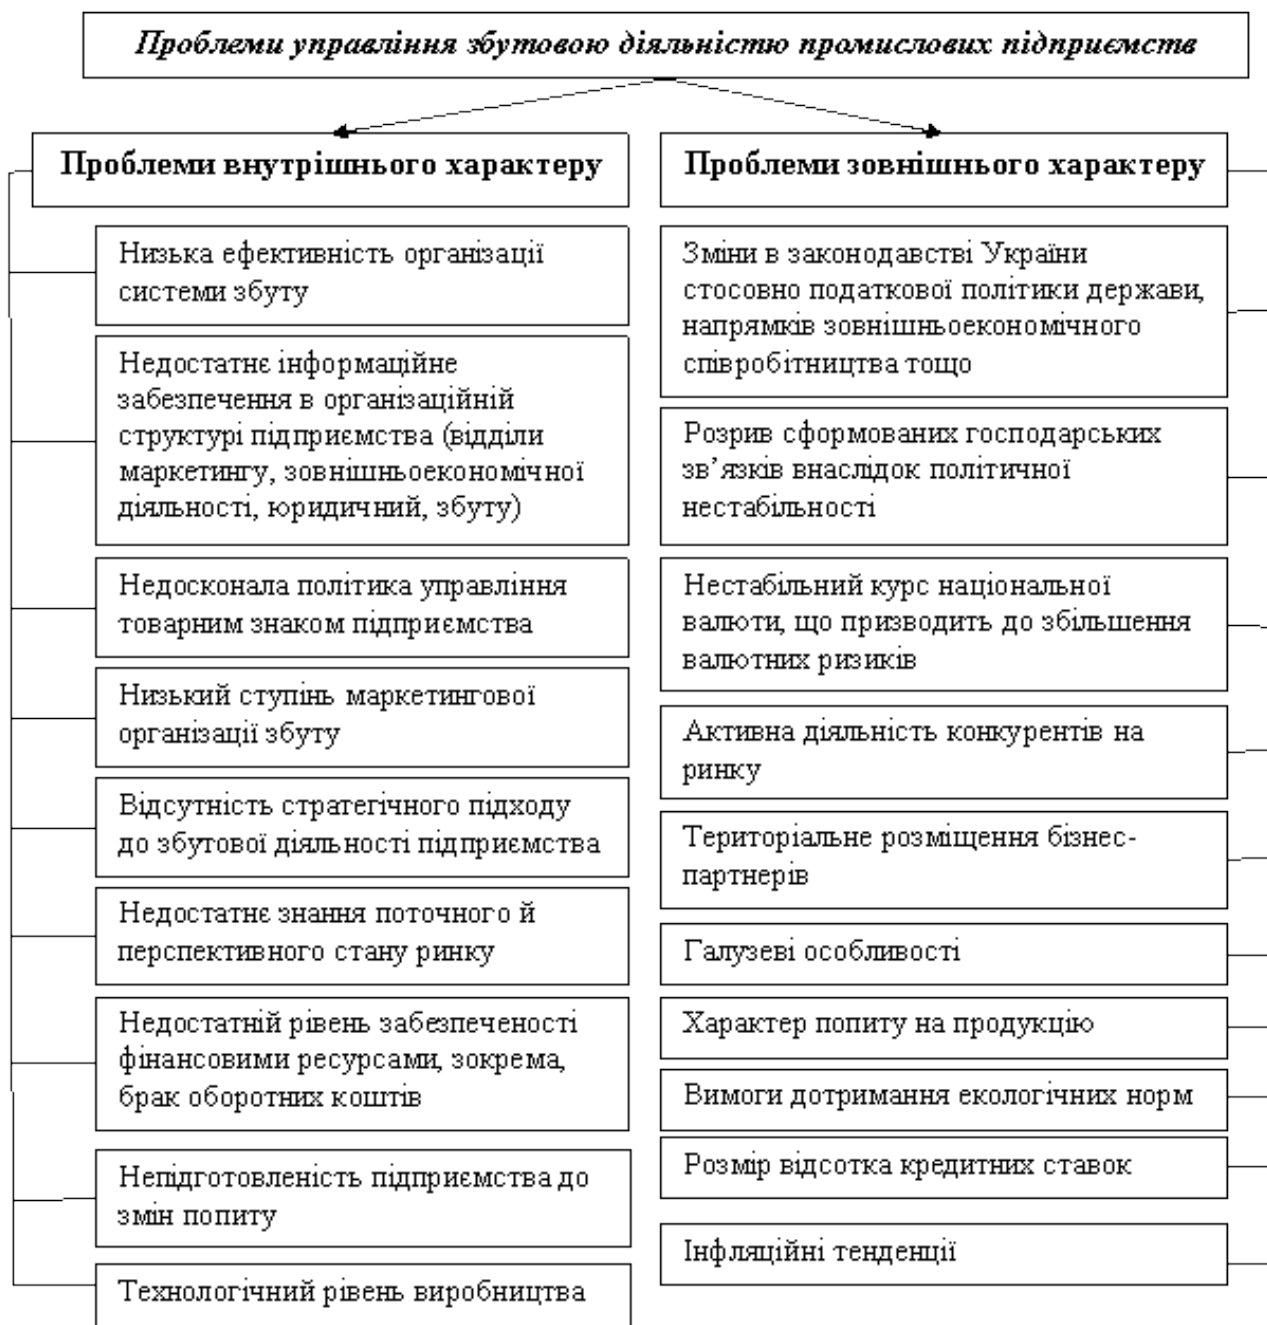 Проблеми управління збутовою діяльністю промислових підприємств
Проблеми внутрішнього характеру
Низька ефективність організації
системи збуту
Недостатнє інформаційне
забезпечення в організаційній
структурі підприємства (відділи
маркетингу, зовнішньоекономічної
діяльності, юридичний, збуту)
Недосконала політика управління
товарним знаком підприємства
Низький ступінь маркетингової
організації збуту
Відсутність стратегічного підходу
до збутової діяльності підприємства
Недостатнє знання поточного й
перспективного стану ринку
Недостатній рівень забезпеченості
фінансовими ресурсами, зокрема,
брак оборотних коштів
Непідготовленість підприємства до
змін попиту
Технологічний рівень виробництва
Проблеми зовнішнього характеру
Зміни в законодавстві України
стосовно податкової політики держави,
напрямків зовнішньоекономічного
співробітництва тощо
Розрив сформованих господарських
зв’язків внаслідок політичної
нестабільності
Нестабільний курс національної
валюти, що призводить до збільшення
валютних ризиків
Активна діяльність конкурентів на
ринку
Територіальне розміщення бізнес-
партнерів
Галузеві особливості
Характер попиту на продукцію
Вимоги дотримання екологічних норм
Розмір відсотка кредитних ставок
Інфляційні тенденції